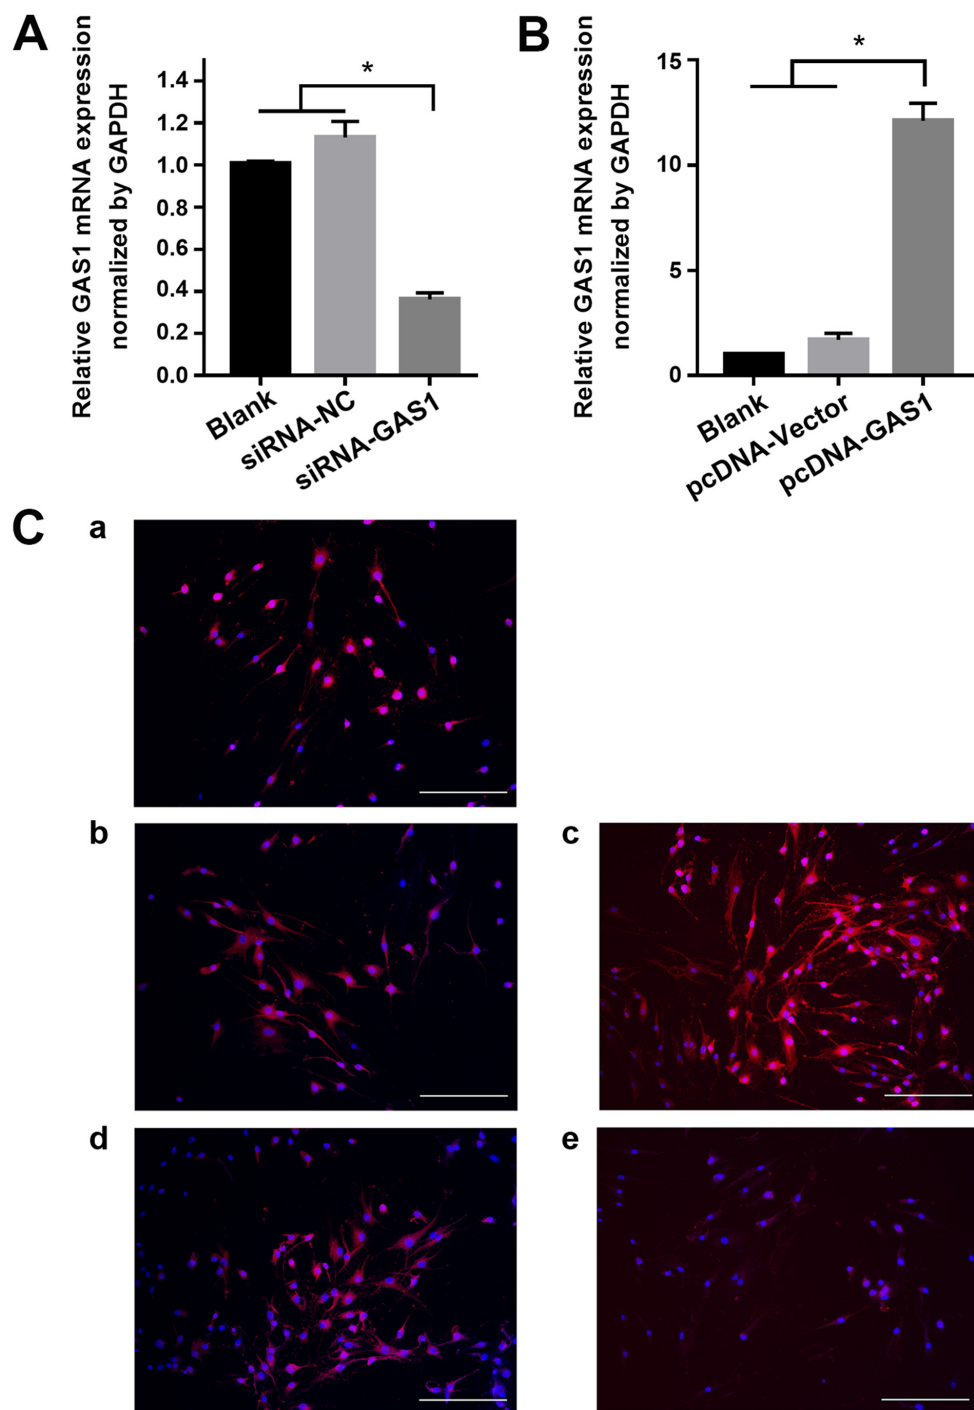 A
Relative GAS1 mRNA expression
normalized by GAPDH
1.4
1.2
1.0
0.8
0.6
0.4
0.2
0.0
*
Blank
siRNA-NC
siRNA-GAS1
B
Relative GAS1 mRNA expression
normalized by GAPDH
15
10
5
0
*
Blank
pcDNA-Vector
pcDNA-GAS1
C
a
b
c
d
e